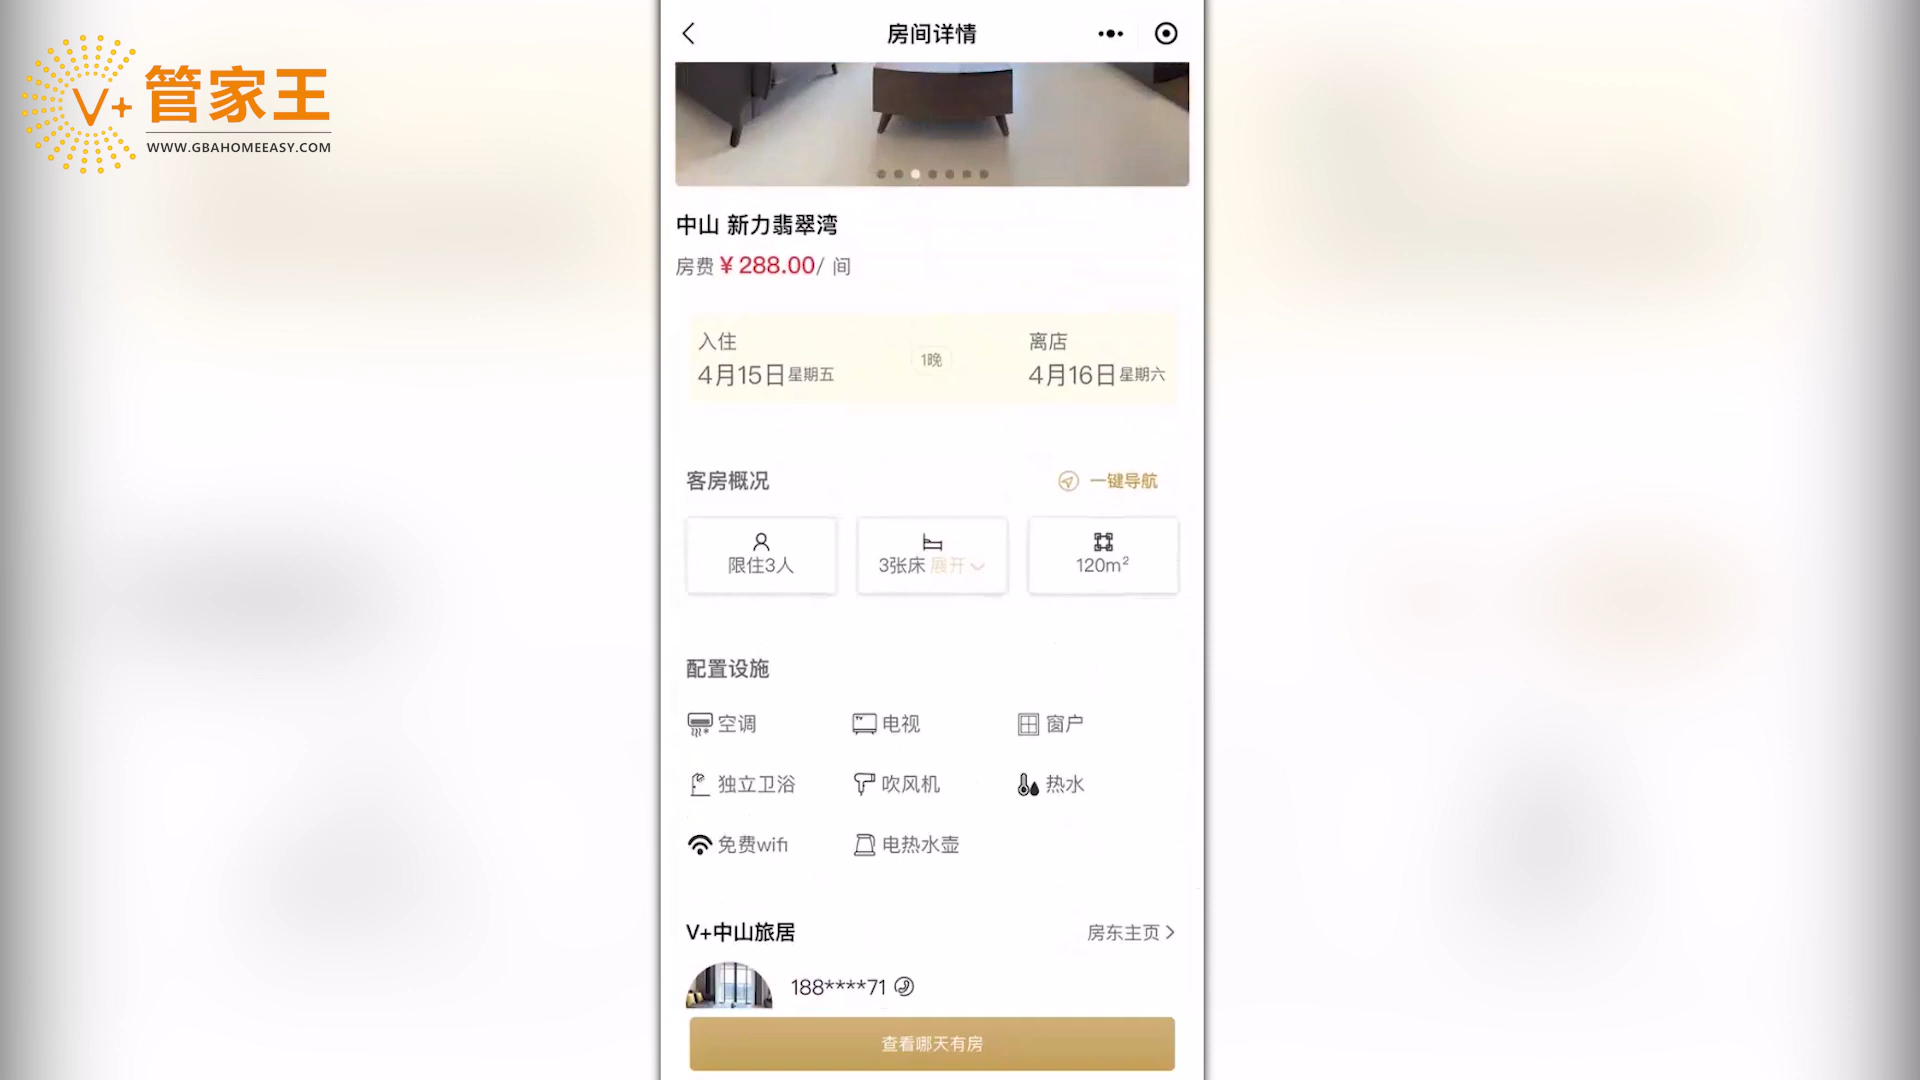 V+管家王
WWW.GBAHOMEEASY.COM
房间详情
中山 新力翡翠湾
房费 ¥ 288.00/ 间
入住
离店
4月15日 星期五
1晚
4月16日 星期六
客房概况
一键导航
限住3人
3张床 展开
120m²
配置设施
空调
电视
窗户
独立卫浴
吹风机
热水
免费wifi
电热水壶
V+中山旅居
房东主页
188****71
查看哪天有房